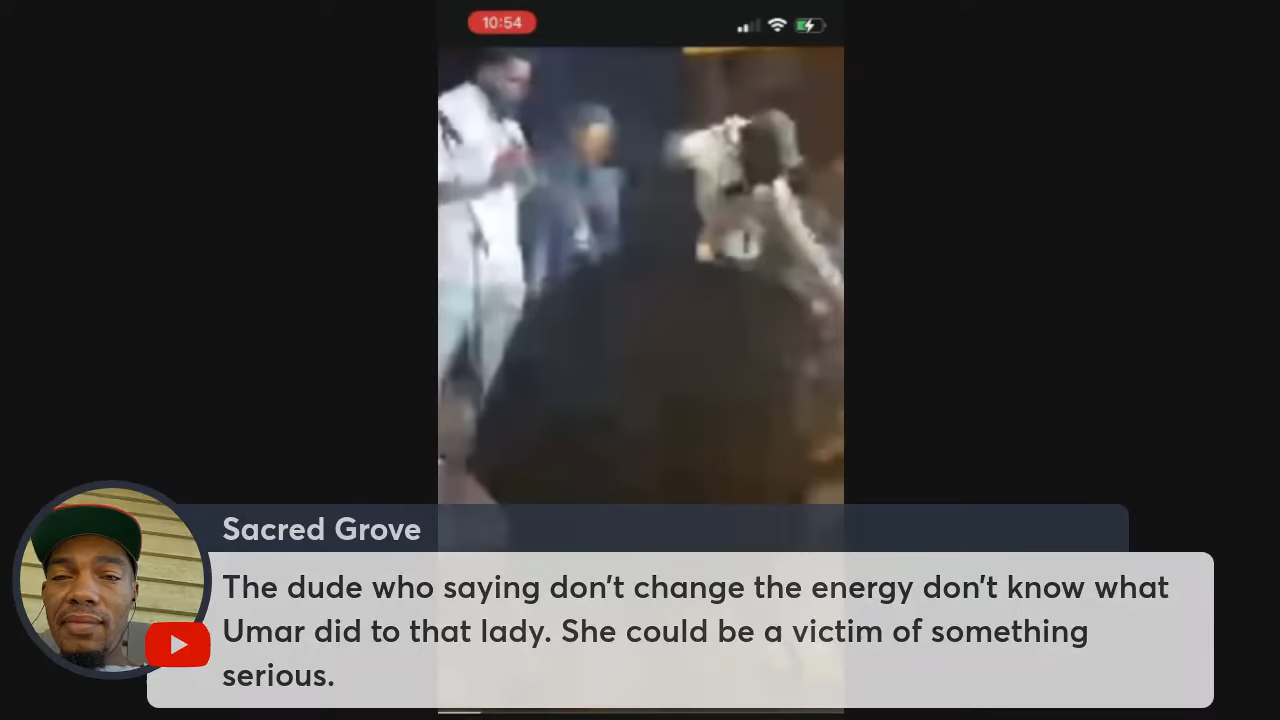 10:54
Sacred Grove
The dude who saying don't change the energy don't know what
Umar did to that lady. She could be a victim of something
serious.